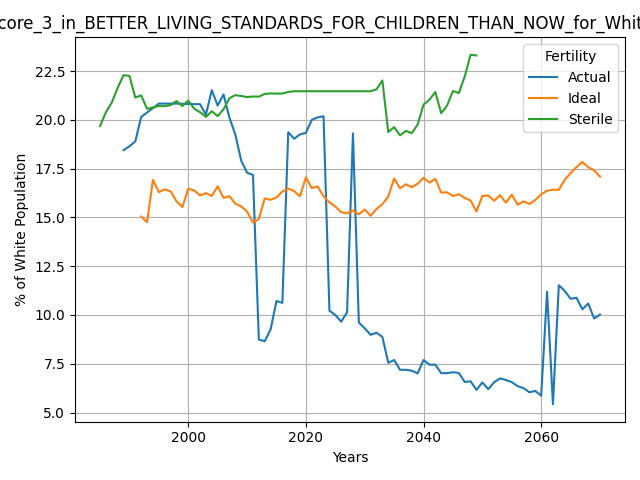 core_3_in_BETTER_LIVING_STANDARDS_FOR_CHILDREN_THAN_NOW_for_Whit
Fertility
Actual
Ideal
Sterile
% of White Population
22.5
20.0
17.5
15.0
12.5
10.0
7.5
5.0
2000 2020 2040 2060
Years